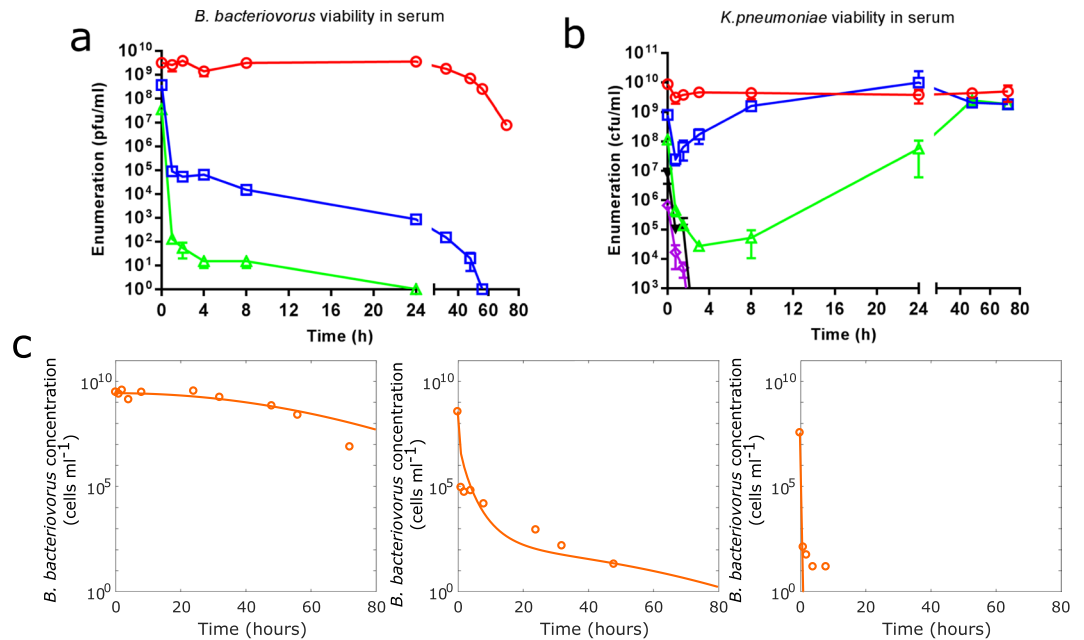 B. bacteriovorus viability in serum
a
Enumeration (pfu/ml)
10^10
10^9
10^8
10^7
10^6
10^5
10^4
10^3
10^2
10^1
10^0
0 4 8 12 16 20 24 40 60 80
Time (h)
K.pneumoniae viability in serum
b
Enumeration (cfu/ml)
10^11
10^10
10^9
10^8
10^7
10^6
10^5
10^4
10^3
0 4 8 12 16 20 24 40 60 80
Time (h)
c
B. bacteriovorus concentration
(cells ml^-1)
10^10
10^5
10^0
0 20 40 60 80
Time (hours)
B. bacteriovorus concentration
(cells ml^-1)
10^10
10^5
10^0
0 20 40 60 80
Time (hours)
B. bacteriovorus concentration
(cells ml^-1)
10^10
10^5
10^0
0 20 40 60 80
Time (hours)